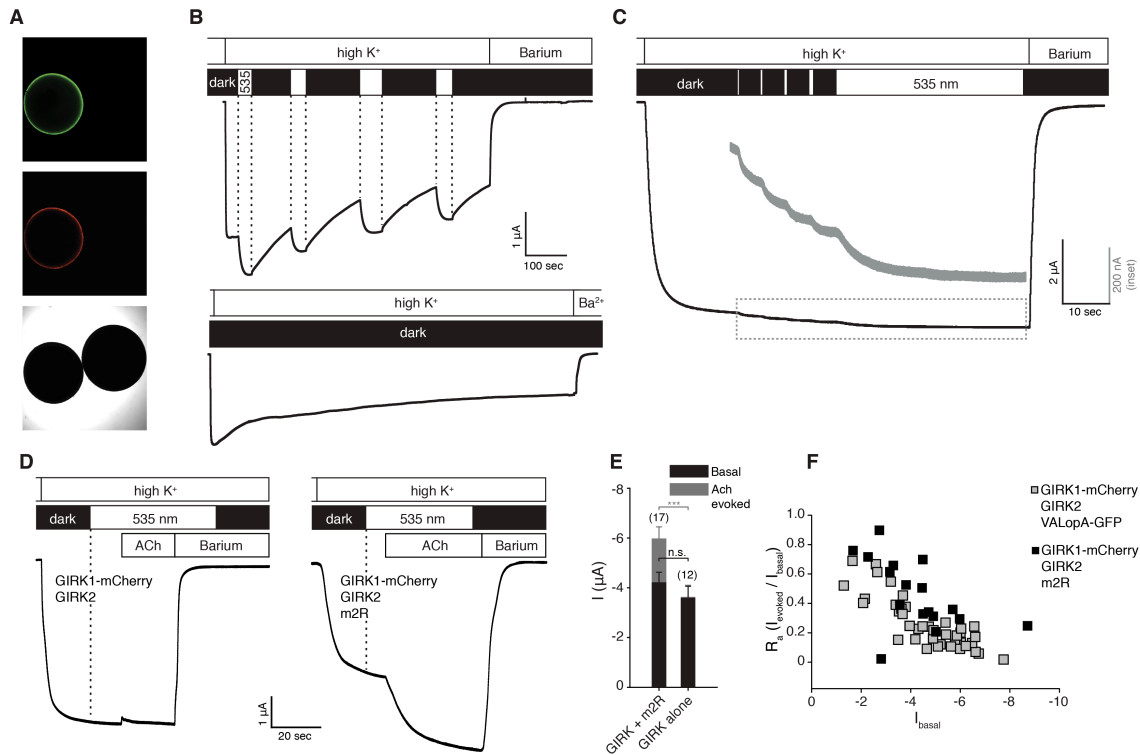 A
B
high K⁺
Barium
dark
535
1 µA
100 sec
high K⁺
Ba²⁺
dark
C
high K⁺
Barium
dark
535 nm
2 µA
200 nA
(inset)
10 sec
D
high K⁺
dark
535 nm
ACh
Barium
GIRK1-mCherry
GIRK2
1 µA
20 sec
high K⁺
dark
535 nm
ACh
Barium
GIRK1-mCherry
GIRK2
m2R
E
Basal
Ach
evoked
-8
-6
-4
-2
0
I (µA)
(17)
***
n.s.
(12)
GIRK + m2R
GIRK alone
F
GIRK1-mCherry
GIRK2
VALopA-GFP
GIRK1-mCherry
GIRK2
m2R
1.0
0.8
0.6
0.4
0.2
0
Rₐ (I evoked / I basal)
0
-2
-4
-6
-8
-10
I basal